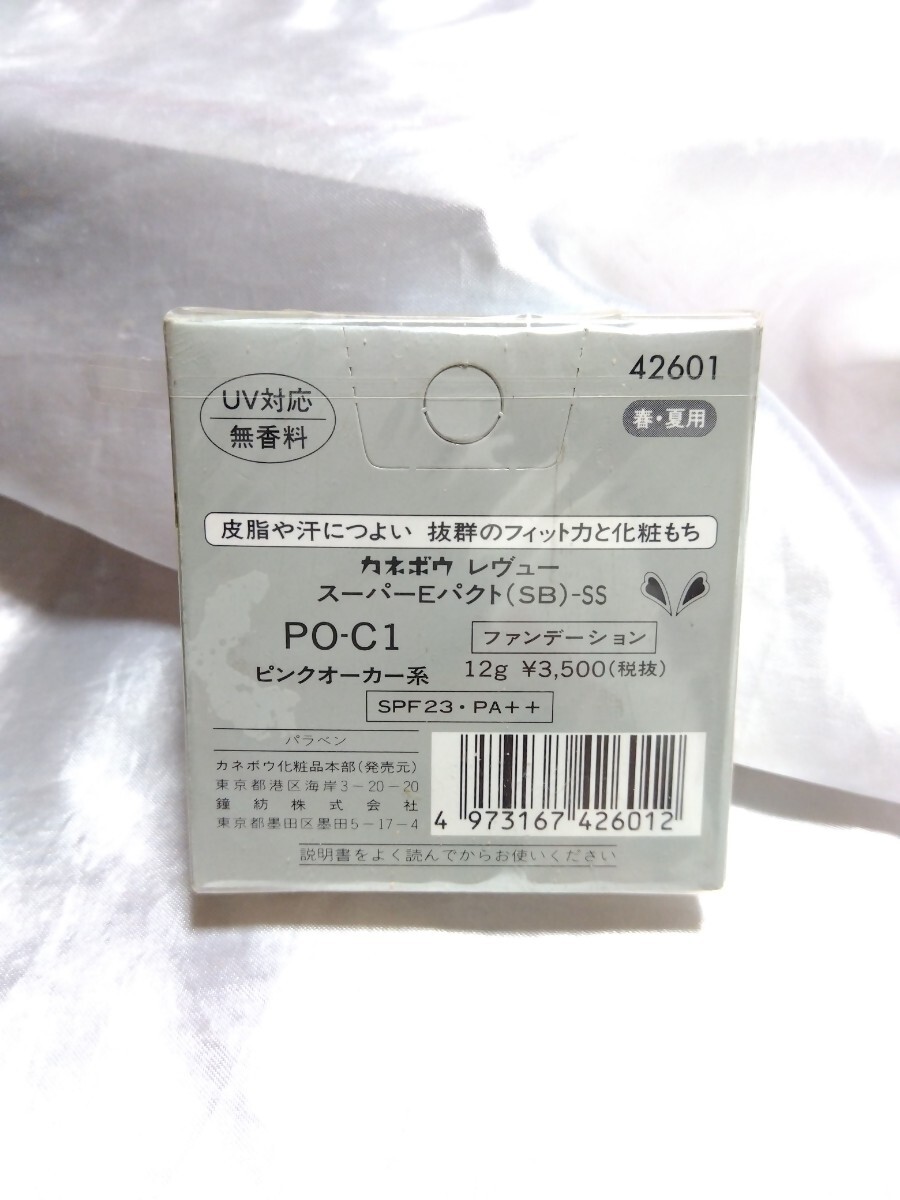 42601
UV対応
無香料
春・夏用
皮脂や汗につよい 抜群のフィット力と化粧もち
カネボウ レヴュー
スーパーEパクト(SB)-SS
PO-C1
ファンデーション
ピンクオーカー系
12g ¥3,500(税抜)
SPF23・PA++
パラベン
カネボウ化粧品本部(発売元)
東京都港区海岸3-20-20
鐘紡株式会社
東京都墨田区墨田5-17-4
4 973167 426012
説明書をよく読んでからお使いください